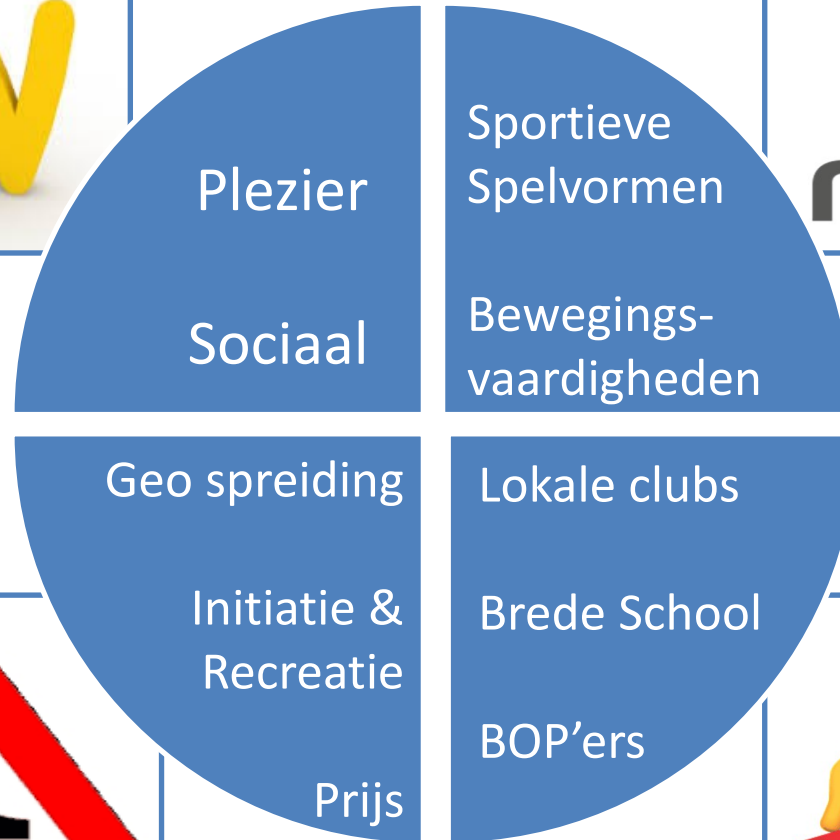 Plezier
Sociaal
Sportieve
Spelvormen
Bewegings-
vaardigheden
Geo spreiding
Initiatie &
Recreatie
Prijs
Lokale clubs
Brede School
BOP’ers